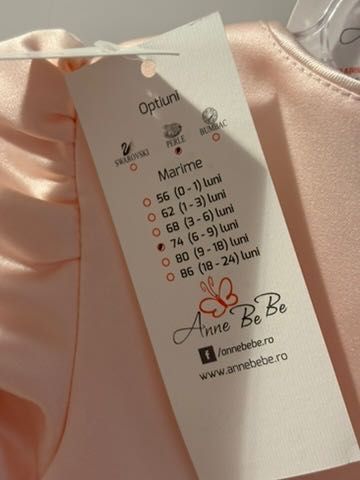 Optiuni
SWAROVSKI PERLE BUMBAC
Marime
56 (0-1) luni
62 (1-3) luni
68 (3-6) luni
74 (6-9) luni
80 (9-18) luni
86 (18-24) luni
Anne BeBe
f /annebebe.ro
www.annebebe.ro